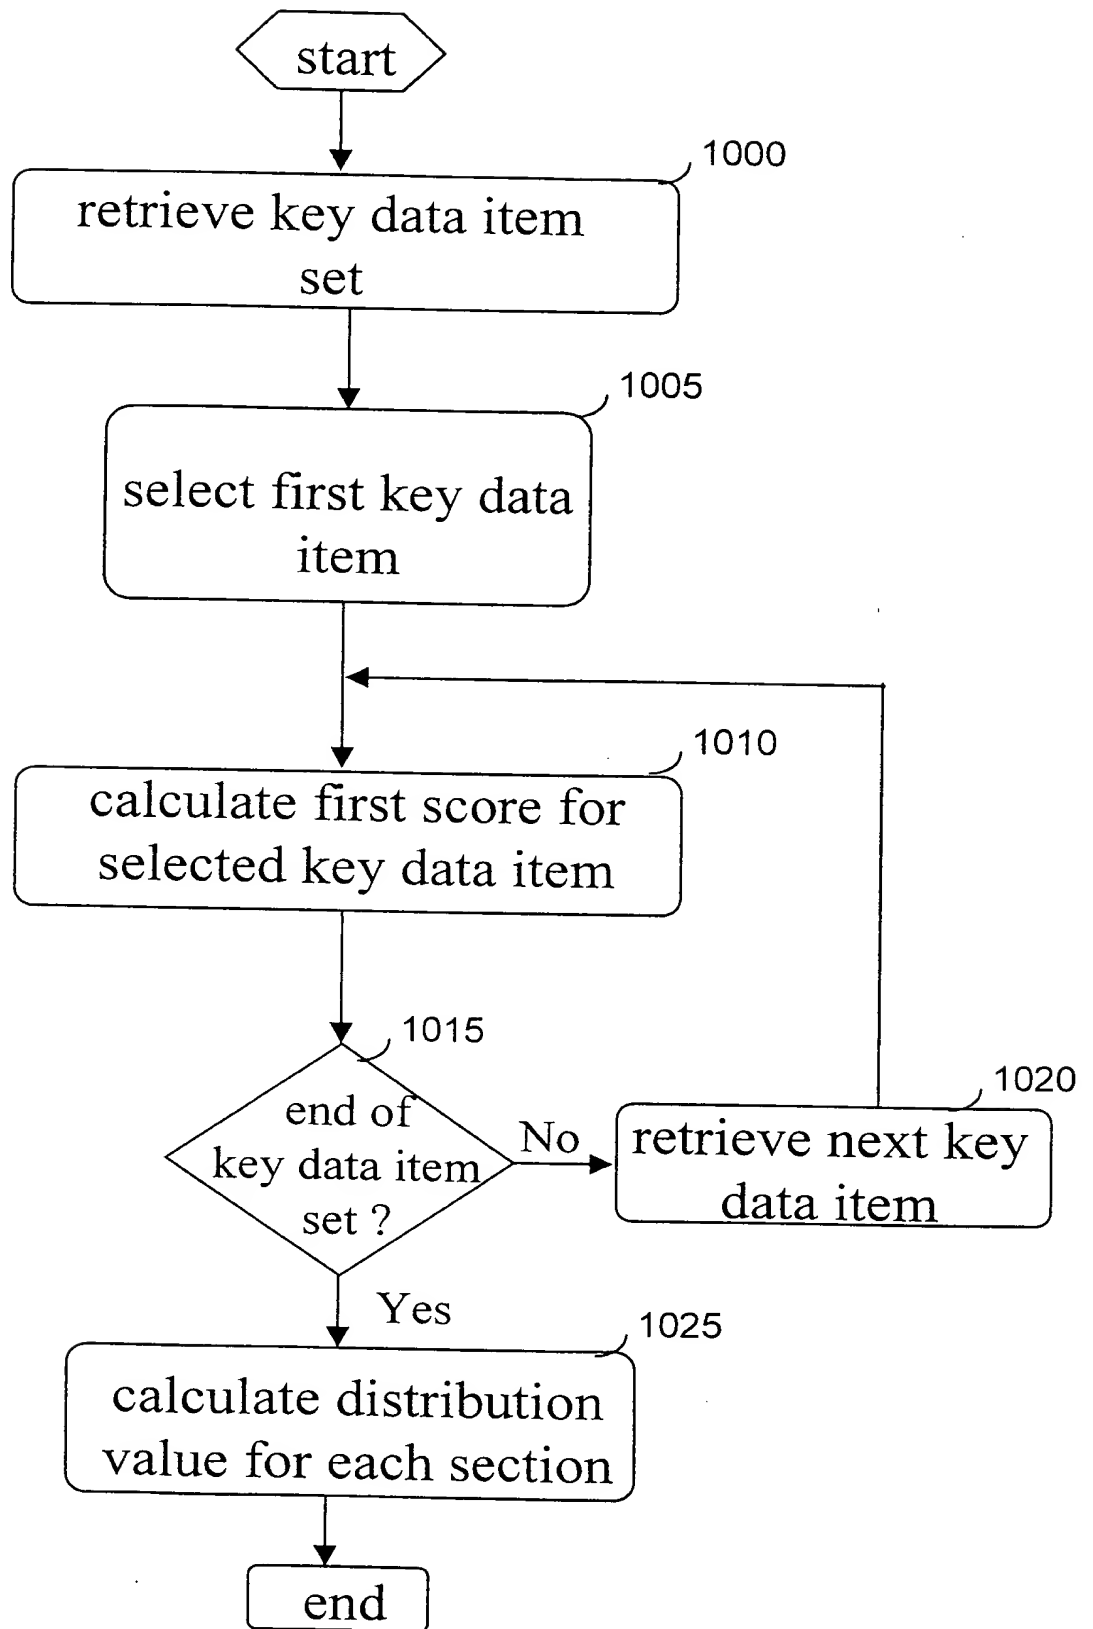 start
1000
retrieve key data item
set
1005
select first key data
item
1010
calculate first score for
selected key data item
1015
end of
key data item
set ?
No
1020
retrieve next key
data item
Yes
1025
calculate distribution
value for each section
end